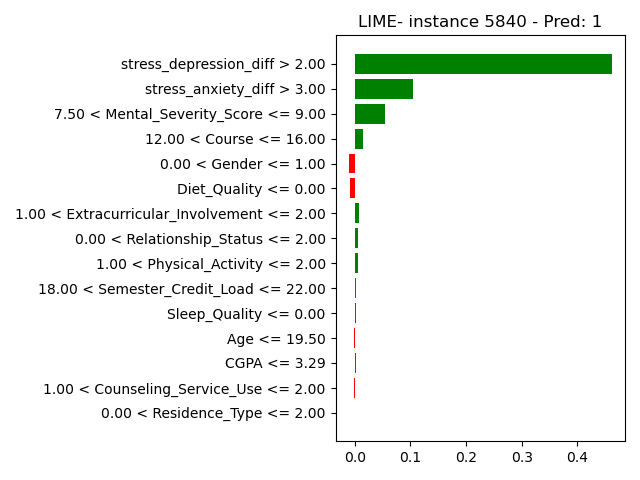 LIME- instance 5840 - Pred: 1
stress_depression_diff > 2.00
stress_anxiety_diff > 3.00
7.50 < Mental_Severity_Score <= 9.00
12.00 < Course <= 16.00
0.00 < Gender <= 1.00
Diet_Quality <= 0.00
1.00 < Extracurricular_Involvement <= 2.00
0.00 < Relationship_Status <= 2.00
1.00 < Physical_Activity <= 2.00
18.00 < Semester_Credit_Load <= 22.00
Sleep_Quality <= 0.00
Age <= 19.50
CGPA <= 3.29
1.00 < Counseling_Service_Use <= 2.00
0.00 < Residence_Type <= 2.00
0.0 0.1 0.2 0.3 0.4